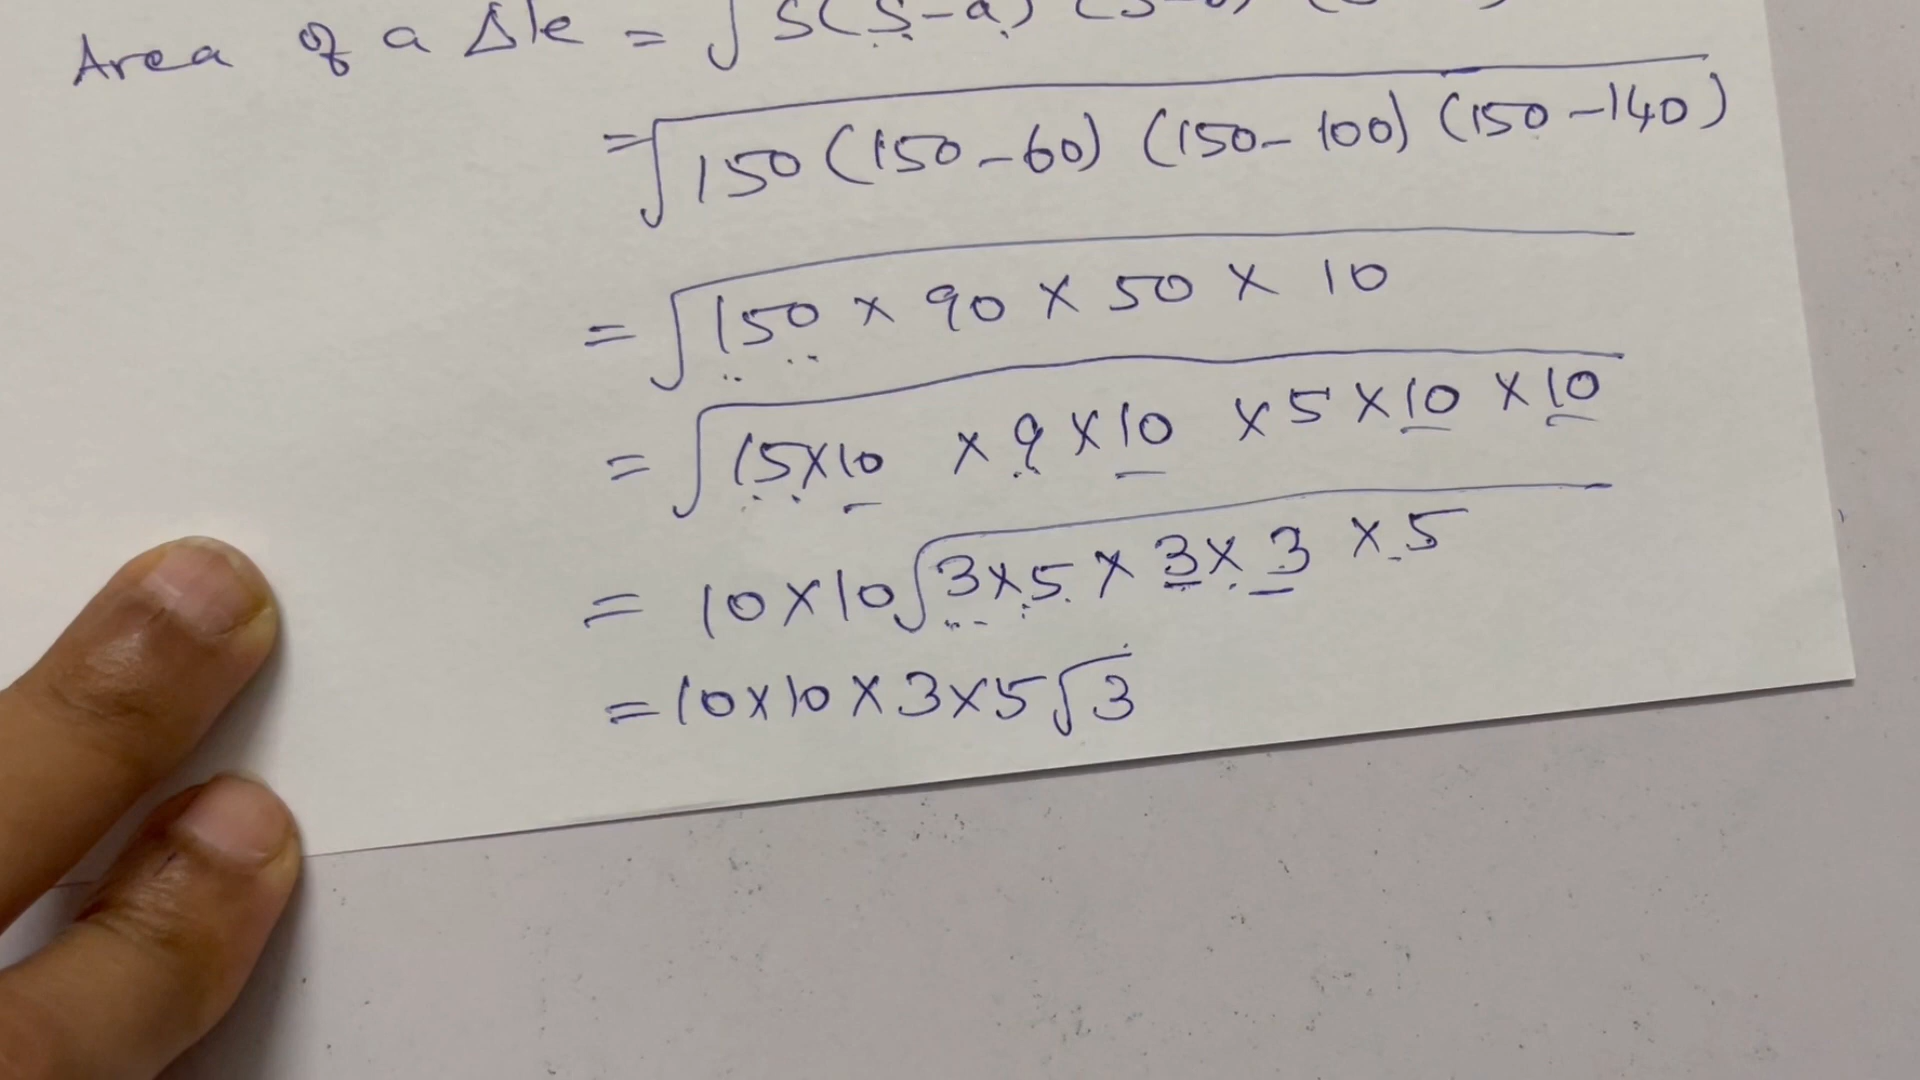 Area of a Δle = √S(S-a)
= √150(150-60) (150-100) (150-140)
= √150 × 90 × 50 × 10
= √15×10 × 9×10 × 5×10 ×10
= 10×10√3×5 × 3×3 × 5
= 10×10×3×5√3